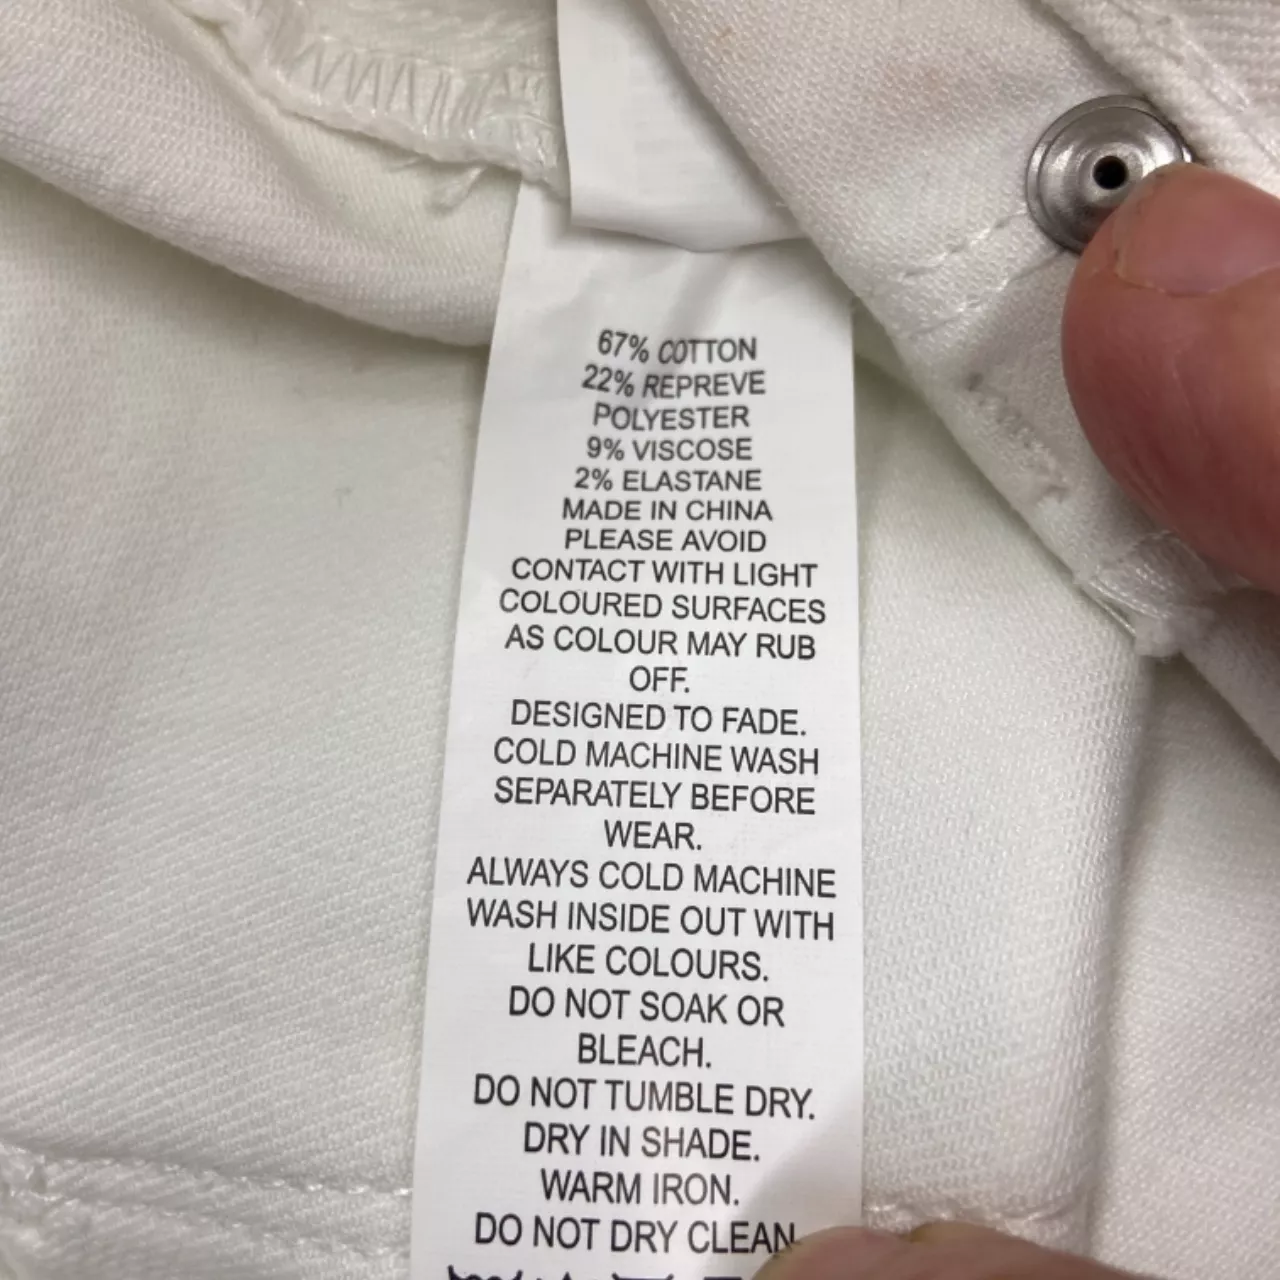 67% COTTON
22% REPREVE
POLYESTER
9% VISCOSE
2% ELASTANE
MADE IN CHINA
PLEASE AVOID
CONTACT WITH LIGHT
COLOURED SURFACES
AS COLOUR MAY RUB
OFF.
DESIGNED TO FADE.
COLD MACHINE WASH
SEPARATELY BEFORE
WEAR.
ALWAYS COLD MACHINE
WASH INSIDE OUT WITH
LIKE COLOURS.
DO NOT SOAK OR
BLEACH.
DO NOT TUMBLE DRY.
DRY IN SHADE.
WARM IRON.
DO NOT DRY CLEAN